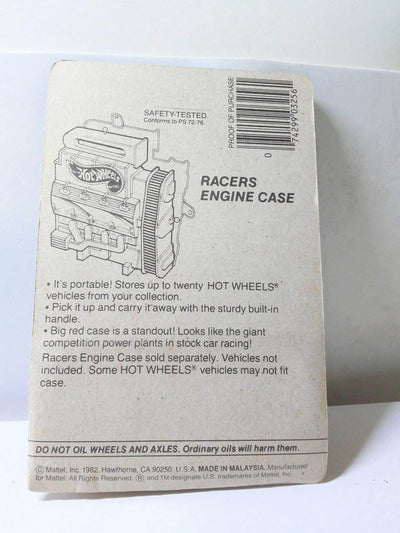 PROOF OF PURCHASE
0 74299 03256
SAFETY-TESTED.
Conforms to PS 72-76
HOT WHEELS
RACERS
ENGINE CASE
• It's portable! Stores up to twenty HOT WHEELS®
vehicles from your collection.
• Pick it up and carry it away with the sturdy built-in
handle.
• Big red case is a standout! Looks like the giant
competition power plants in stock car racing!
Racers Engine Case sold separately. Vehicles not
included. Some HOT WHEELS® vehicles may not fit
case.
DO NOT OIL WHEELS AND AXLES. Ordinary oils will harm them.
© Mattel, Inc. 1982, Hawthorne, CA 90250 U.S.A. MADE IN MALAYSIA. Manufactured
for Mattel. All Rights Reserved. ® and TM designate U.S. trademarks of Mattel, Inc.